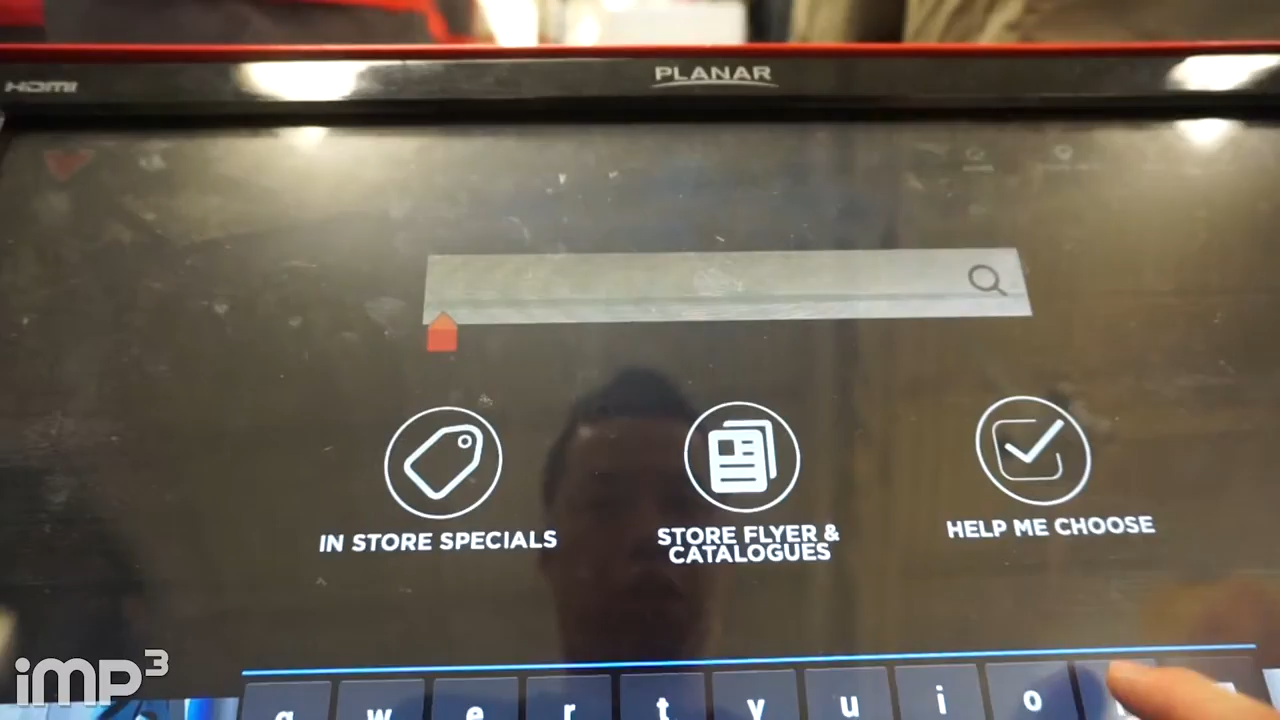 HDMI
PLANAR
IN STORE SPECIALS
STORE FLYER &
CATALOGUES
HELP ME CHOOSE
q w e r t y u i o
iMP3